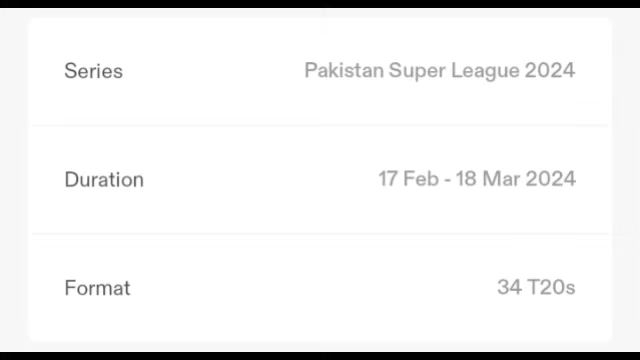 Series Pakistan Super League 2024
Duration 17 Feb - 18 Mar 2024
Format 34 T20s